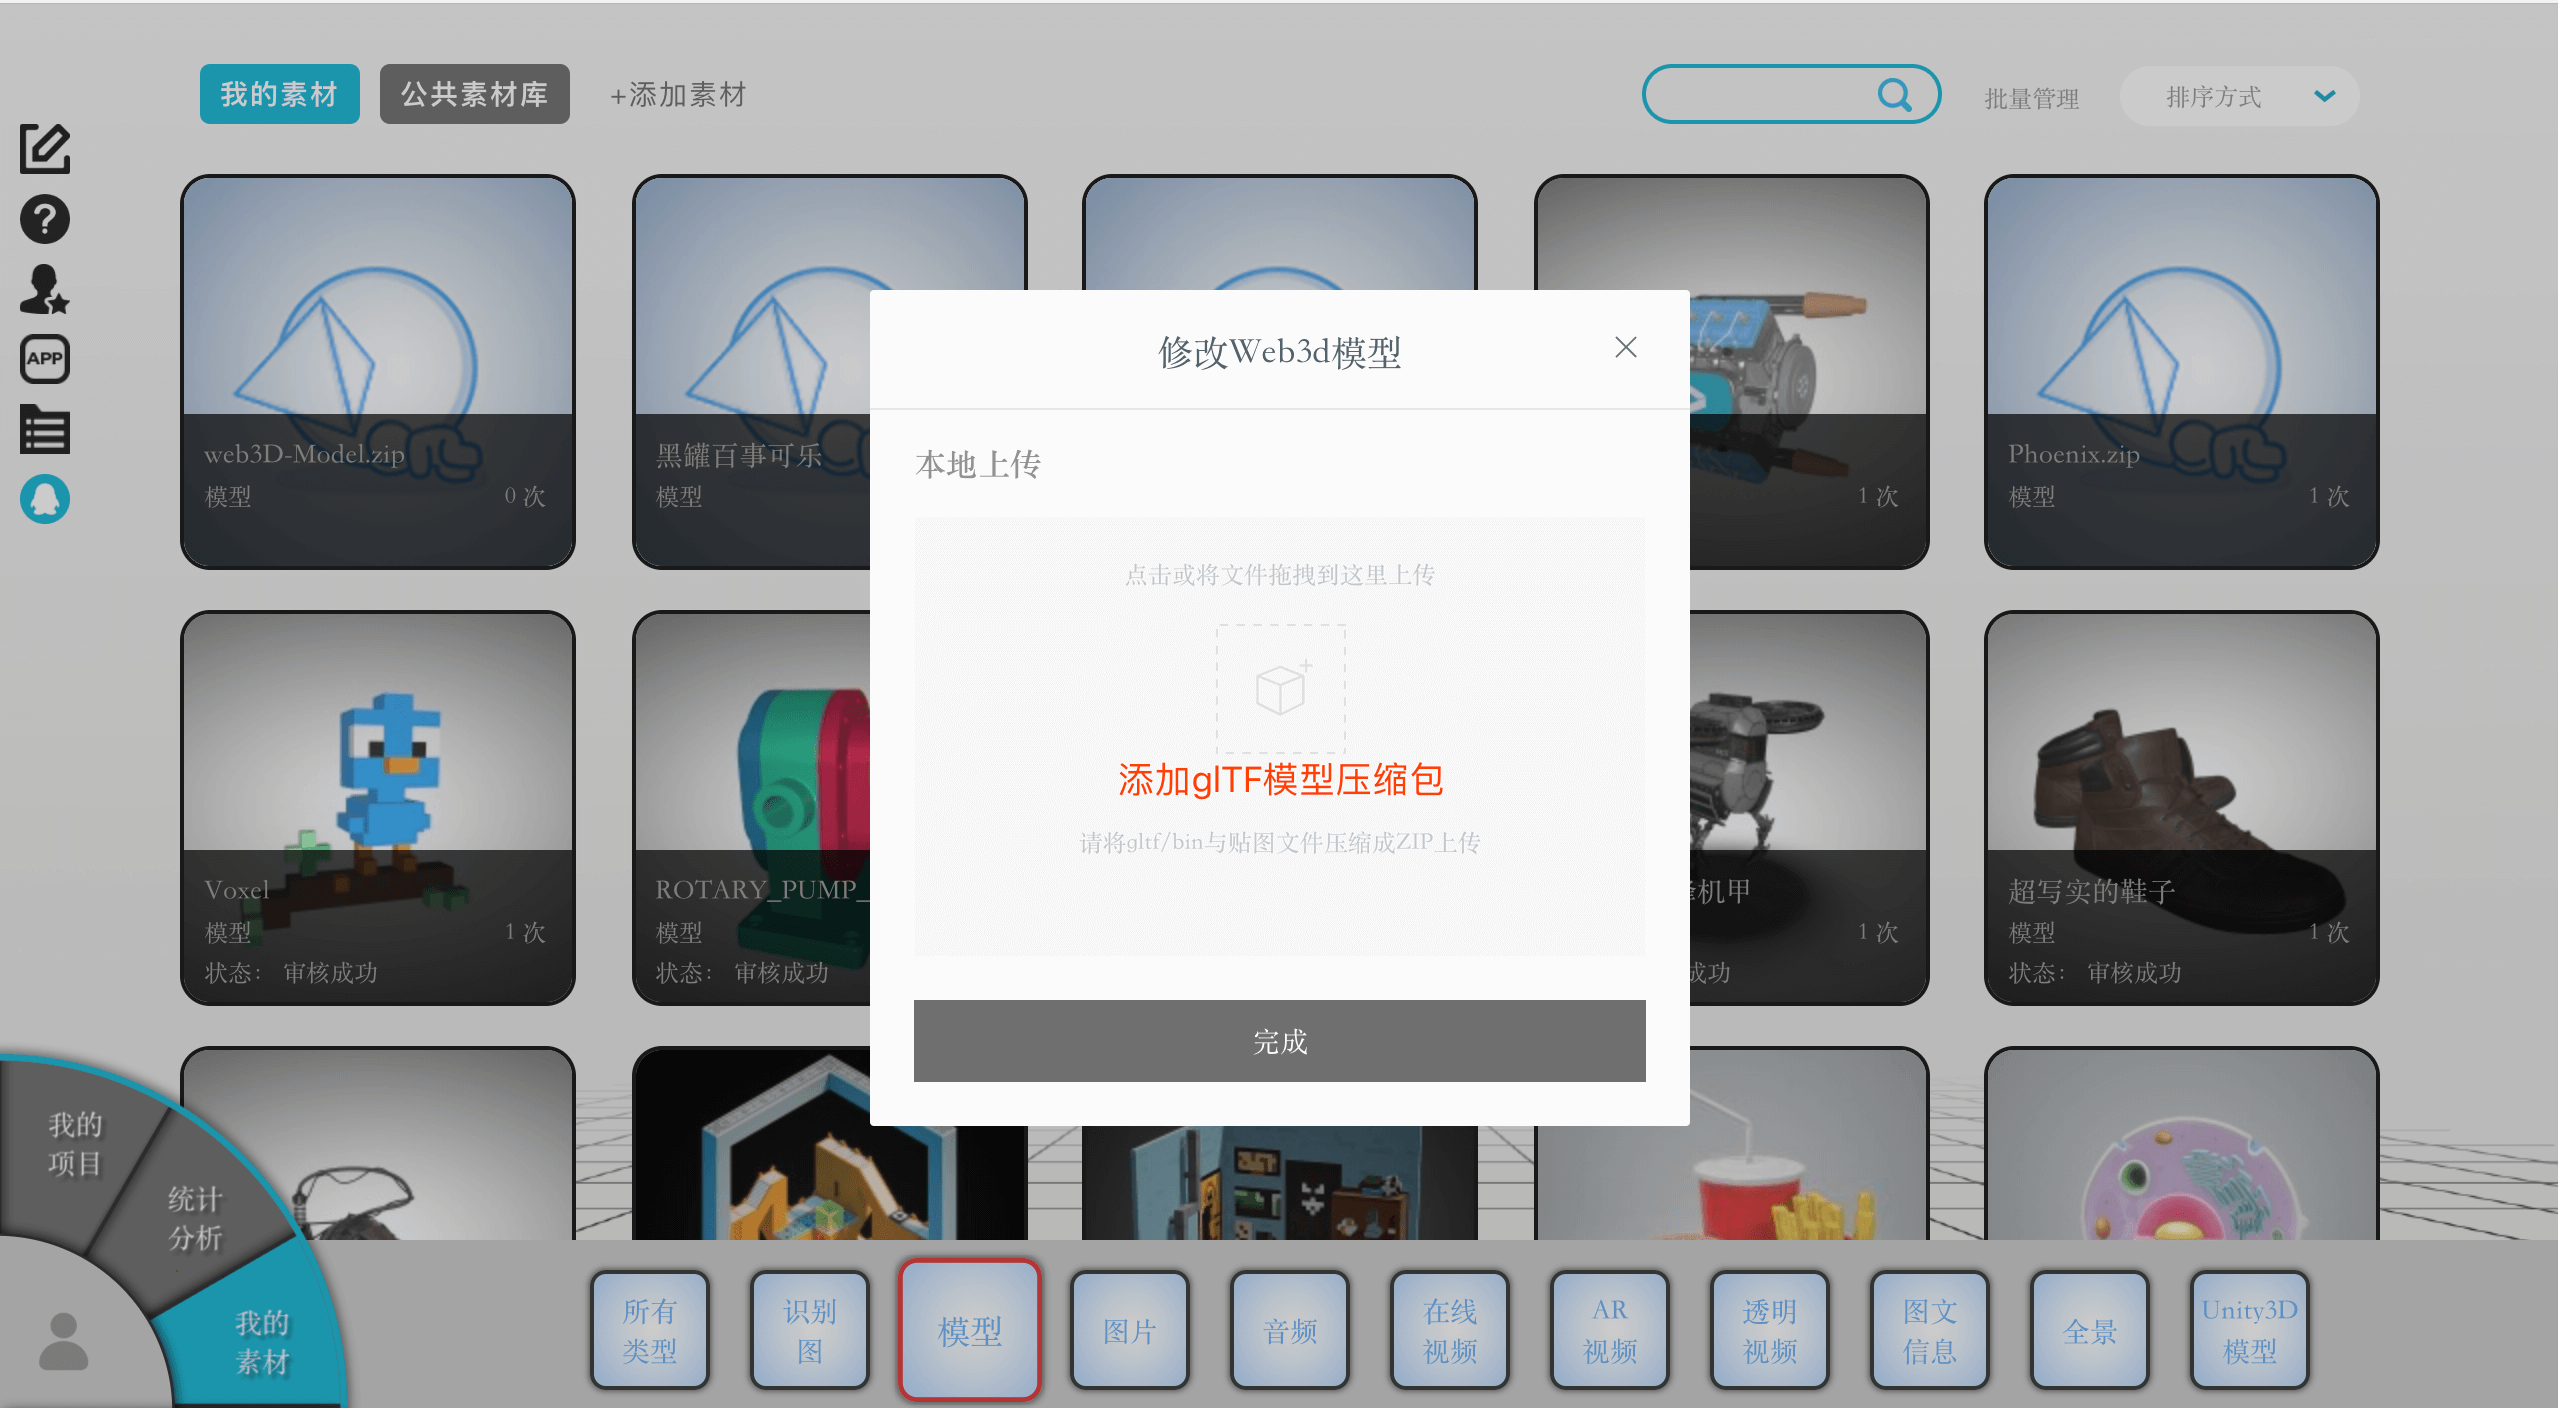 我的素材
公共素材库
+添加素材
批量管理
排序方式
APP
web3D-Model.zip
模型
0 次
黑罐百事可乐
模型
1 次
Phoenix.zip
模型
1 次
修改Web3d模型
本地上传
点击或将文件拖拽到这里上传
添加glTF模型压缩包
请将gltf/bin与贴图文件压缩成ZIP上传
完成
Voxel
模型
1 次
状态： 审核成功
ROTARY_PUMP_
模型
状态： 审核成功
机甲
1 次
成功
超写实的鞋子
模型
1 次
状态： 审核成功
我的
项目
统计
分析
我的
素材
所有
类型
识别
图
模型
图片
音频
在线
视频
AR
视频
透明
视频
图文
信息
全景
Unity3D
模型